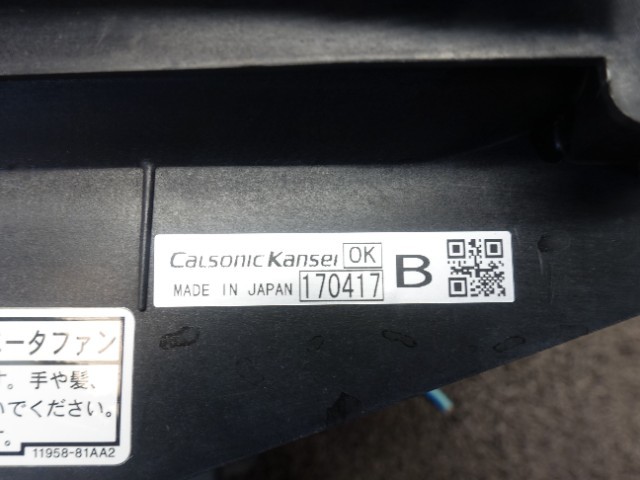 CALSONIC KANSEI OK
MADE IN JAPAN 170417 B
ータファン
。手や髪、
いでください。
す。
11958-81AA2